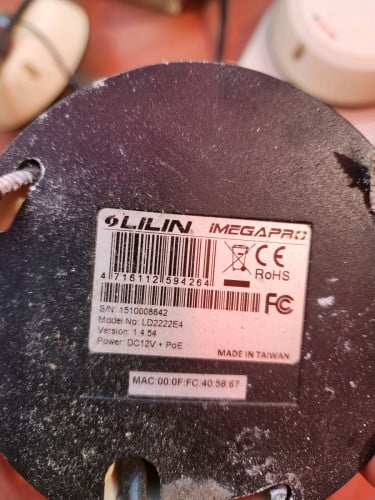 LILIN® iMEGAPRO
4 716112 594264
CE
RoHS
FC
S/N: 1510008642
Model No: LD2222E4
Version: 1.4.54
Power: DC12V + PoE
MADE IN TAIWAN
MAC:00:0F:FC:40:58:67